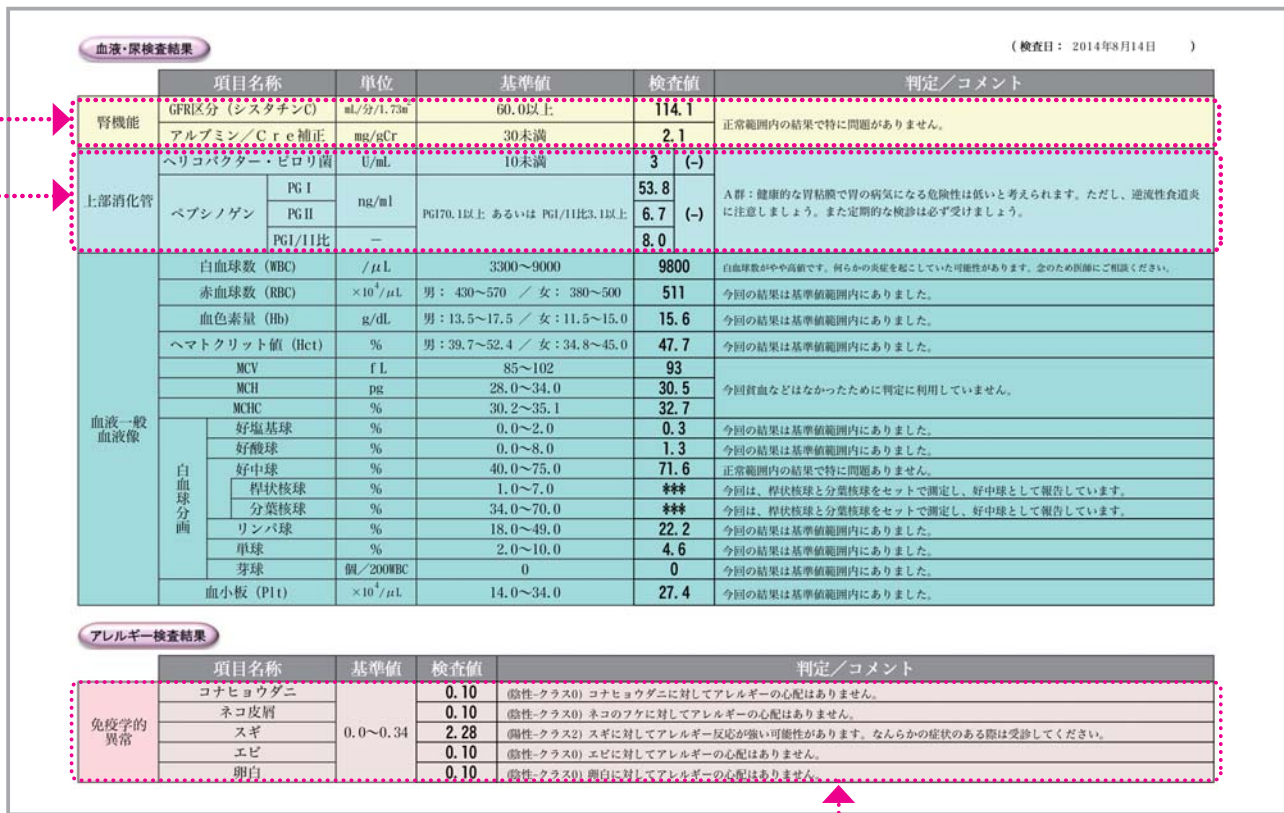 血液・尿検査結果
(検査日： 2014年8月14日 )
項目名称 単位 基準値 検査値 判定／コメント
腎機能
GFR区分（シスタチンC） mL/分/1.73m² 60.0以上 114.1
アルブミン／Cｒｅ補正 mg/gCr 30未満 2.1
正常範囲内の結果で特に問題がありません。
上部消化管
ヘリコバクター・ピロリ菌 U/mL 10未満 3 (-)
ペプシノゲン
PGⅠ 53.8
PGⅡ ng/ml PGI70.1以上 あるいは PGI/II比3.1以上 6.7 (-)
PGI/II比 — 8.0
A群：健康的な胃粘膜で胃の病気になる危険性は低いと考えられます。ただし、逆流性食道炎
に注意しましょう。また定期的な検診は必ず受けましょう。
血液一般
血液像
白血球数 (WBC) /μL 3300～9000 9800 白血球数がやや高値です。何らかの炎症を起こしていた可能性があります。念のため医師にご相談ください。
赤血球数 (RBC) ×10⁴/μL 男： 430～570 ／ 女： 380～500 511 今回の結果は基準値範囲内にありました。
血色素量 (Hb) g/dL 男：13.5～17.5 ／ 女：11.5～15.0 15.6 今回の結果は基準値範囲内にありました。
ヘマトクリット値 (Hct) % 男：39.7～52.4 ／ 女：34.8～45.0 47.7 今回の結果は基準値範囲内にありました。
MCV fL 85～102 93
MCH pg 28.0～34.0 30.5
MCHC % 30.2～35.1 32.7
今回貧血などはなかったために判定に利用していません。
白血球分画
好塩基球 % 0.0～2.0 0.3 今回の結果は基準値範囲内にありました。
好酸球 % 0.0～8.0 1.3 今回の結果は基準値範囲内にありました。
好中球 % 40.0～75.0 71.6 正常範囲内の結果で特に問題ありません。
桿状核球 % 1.0～7.0 *** 今回は、桿状核球と分葉核球をセットで測定し、好中球として報告しています。
分葉核球 % 34.0～70.0 *** 今回は、桿状核球と分葉核球をセットで測定し、好中球として報告しています。
リンパ球 % 18.0～49.0 22.2 今回の結果は基準値範囲内にありました。
単球 % 2.0～10.0 4.6 今回の結果は基準値範囲内にありました。
芽球 個／200WBC 0 0 今回の結果は基準値範囲内にありました。
血小板 (Plt) ×10⁴/μL 14.0～34.0 27.4 今回の結果は基準値範囲内にありました。
アレルギー検査結果
項目名称 基準値 検査値 判定／コメント
免疫学的
異常
0.0～0.34
コナヒョウダニ 0.10 (陰性-クラス0) コナヒョウダニに対してアレルギーの心配はありません。
ネコ皮屑 0.10 (陰性-クラス0) ネコのフケに対してアレルギーの心配はありません。
スギ 2.28 (陽性-クラス2) スギに対してアレルギー反応が強い可能性があります。なんらかの症状のある際は受診してください。
エビ 0.10 (陰性-クラス0) エビに対してアレルギーの心配はありません。
卵白 0.10 (陰性-クラス0) 卵白に対してアレルギーの心配はありません。